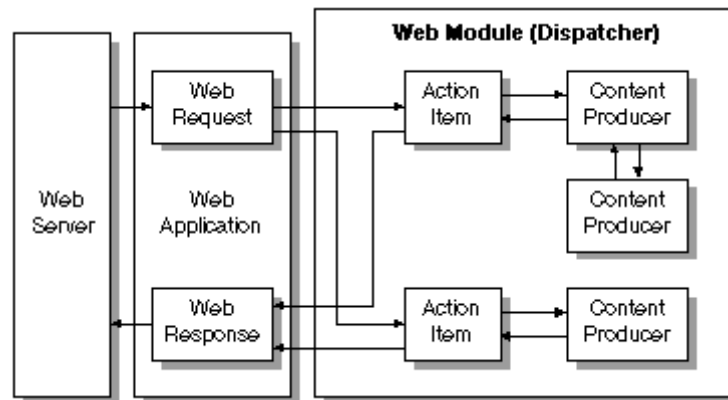 Web Module (Dispatcher)
Web
Request
Action
Item
Content
Producer
Web
Server
Web
Application
Content
Producer
Web
Response
Action
Item
Content
Producer